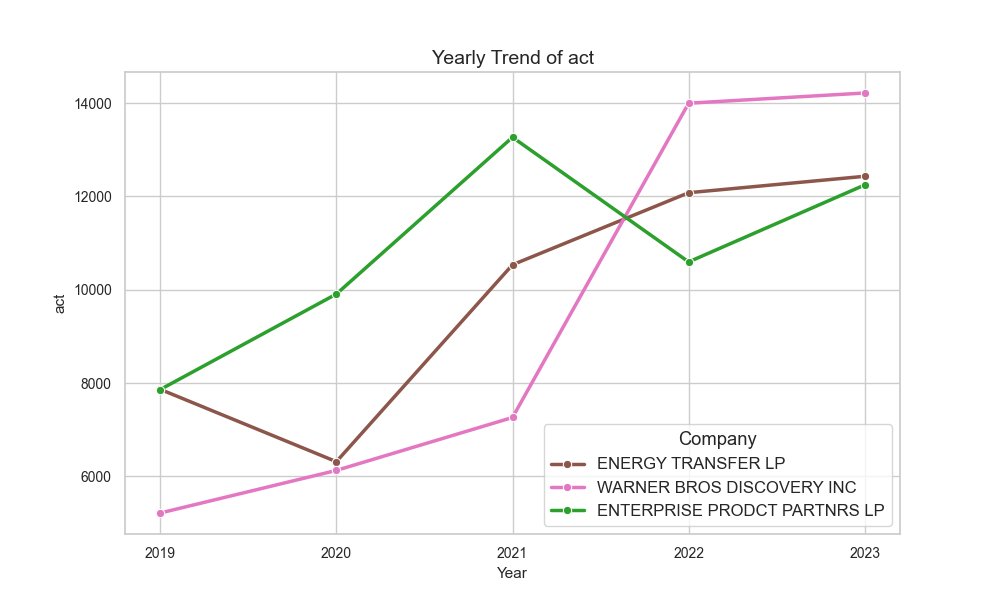 Yearly Trend of act
14000
12000
10000
8000
6000
act
Company
ENERGY TRANSFER LP
WARNER BROS DISCOVERY INC
ENTERPRISE PRODCT PARTNRS LP
2019 2020 2021 2022 2023
Year